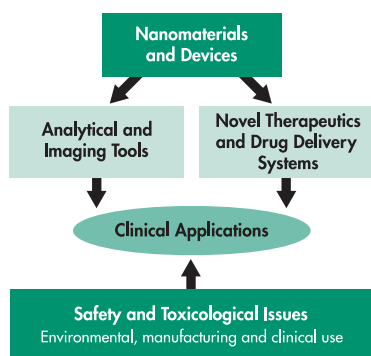 Nanomaterials
and Devices
Analytical and
Imaging Tools
Novel Therapeutics
and Drug Delivery
Systems
Clinical Applications
Safety and Toxicological Issues
Environmental, manufacturing and clinical use